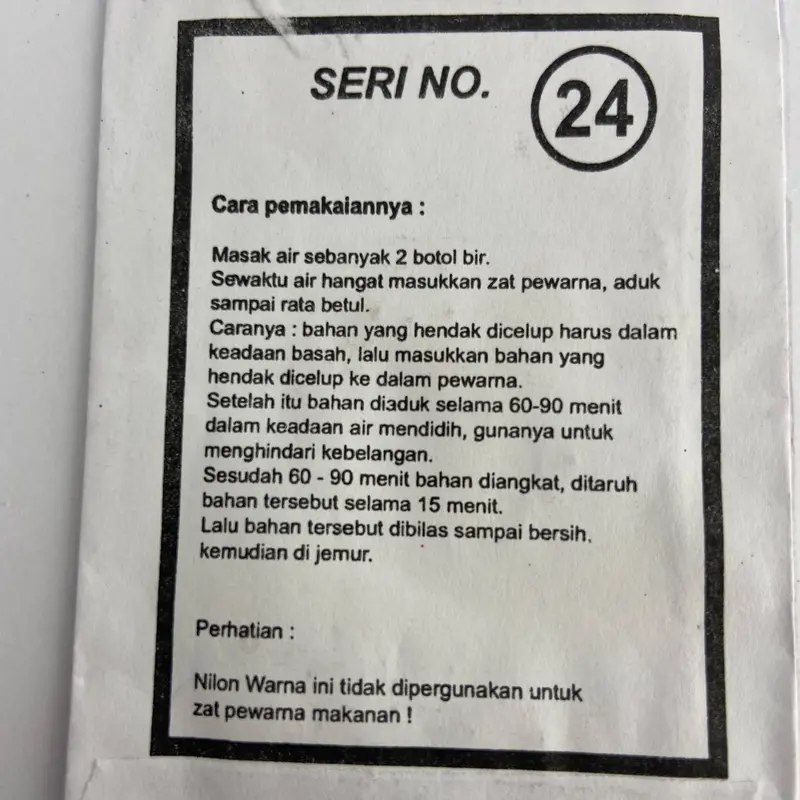 SERI NO. 24
Cara pemakaiannya :
Masak air sebanyak 2 botol bir.
Sewaktu air hangat masukkan zat pewarna, aduk
sampai rata betul.
Caranya : bahan yang hendak dicelup harus dalam
keadaan basah, lalu masukkan bahan yang
hendak dicelup ke dalam pewarna.
Setelah itu bahan diaduk selama 60-90 menit
dalam keadaan air mendidih, gunanya untuk
menghindari kebelangan.
Sesudah 60 - 90 menit bahan diangkat, ditaruh
bahan tersebut selama 15 menit.
Lalu bahan tersebut dibilas sampai bersih,
kemudian di jemur.
Perhatian :
Nilon Warna ini tidak dipergunakan untuk
zat pewarna makanan !